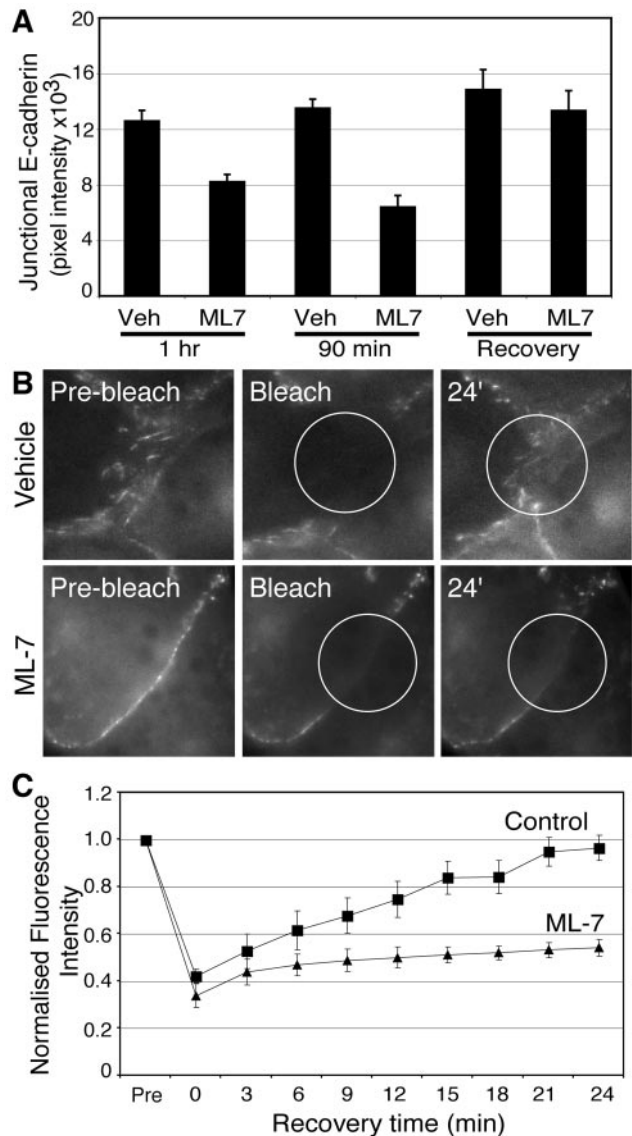 A
20
16
12
8
4
0
Junctional E-cadherin
(pixel intensity x10³)
Veh ML7 Veh ML7 Veh ML7
1 hr 90 min Recovery
B
Vehicle
Pre-bleach Bleach 24'
ML-7
Pre-bleach Bleach 24'
C
1.2
1.0
0.8
0.6
0.4
0.2
0
Normalised Fluorescence
Intensity
Control
ML-7
Pre 0 3 6 9 12 15 18 21 24
Recovery time (min)